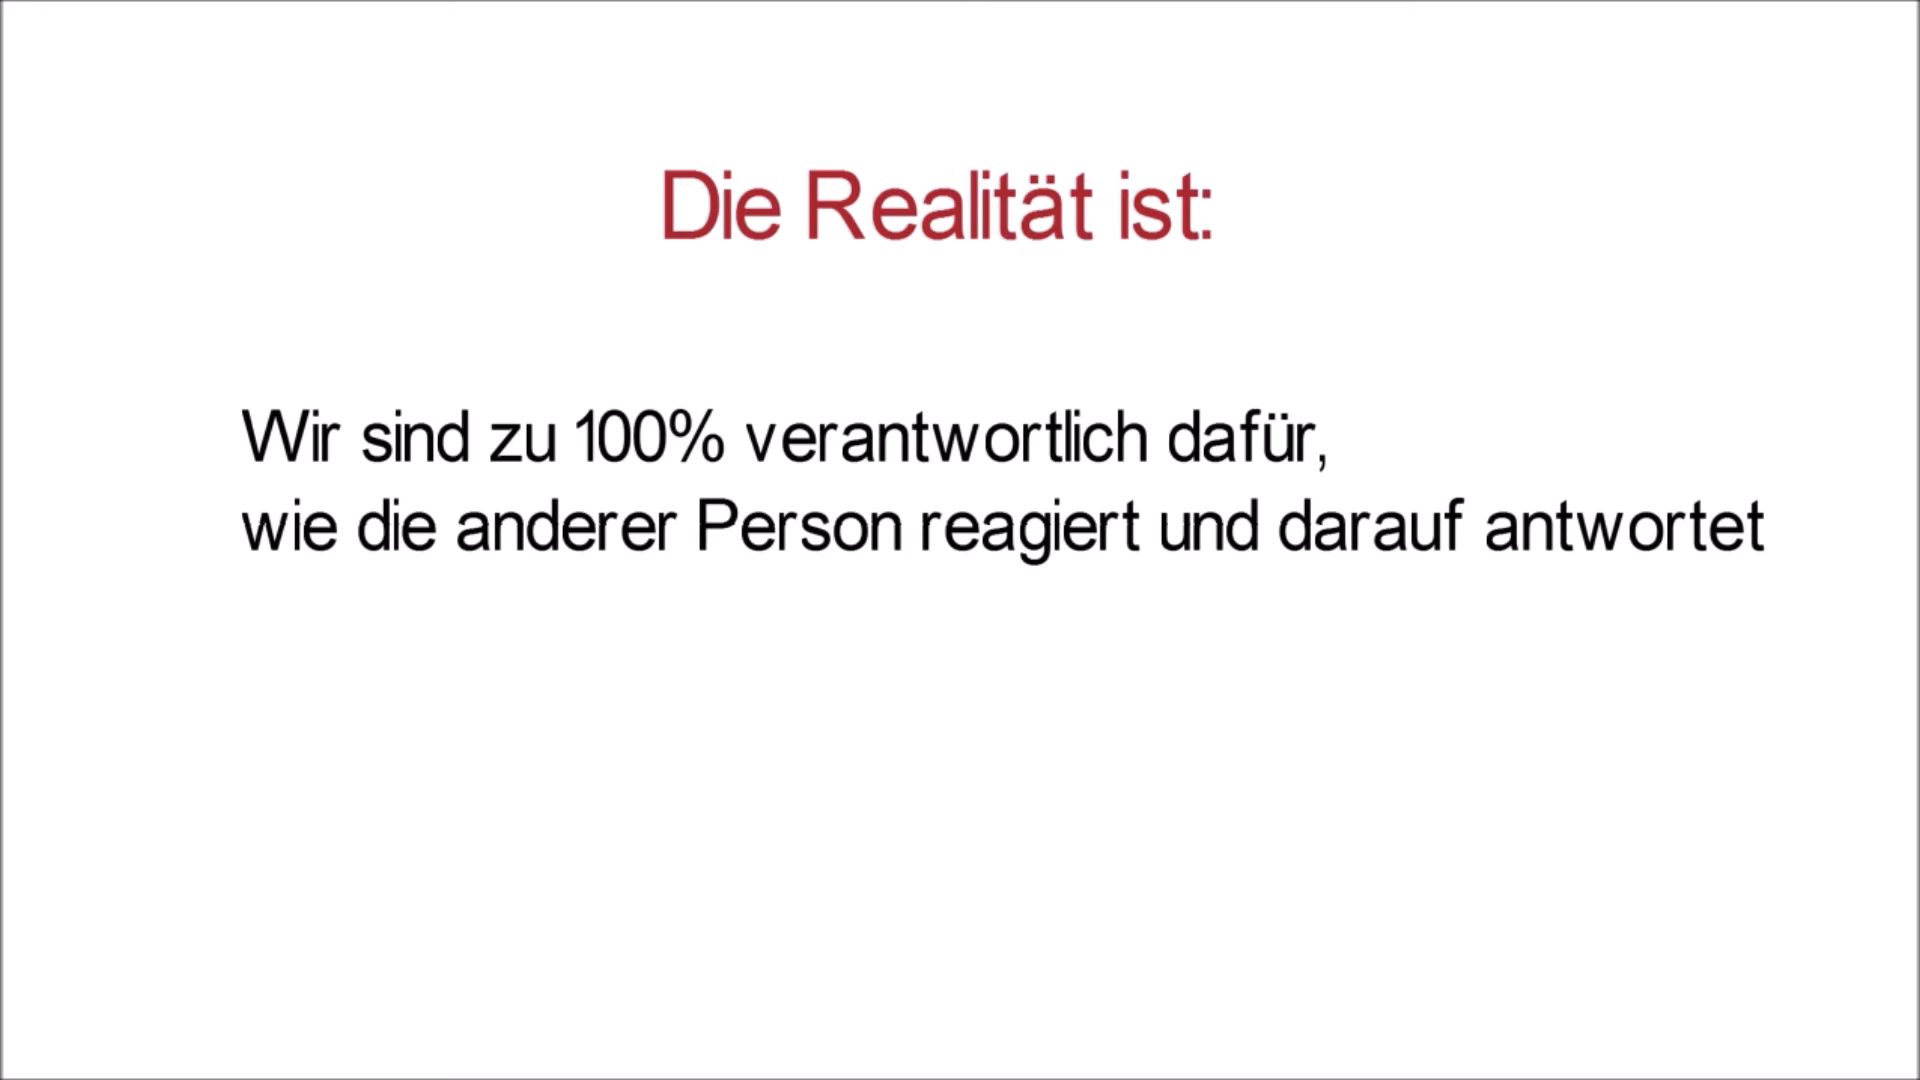 Die Realität ist:
Wir sind zu 100% verantwortlich dafür,
wie die anderer Person reagiert und darauf antwortet